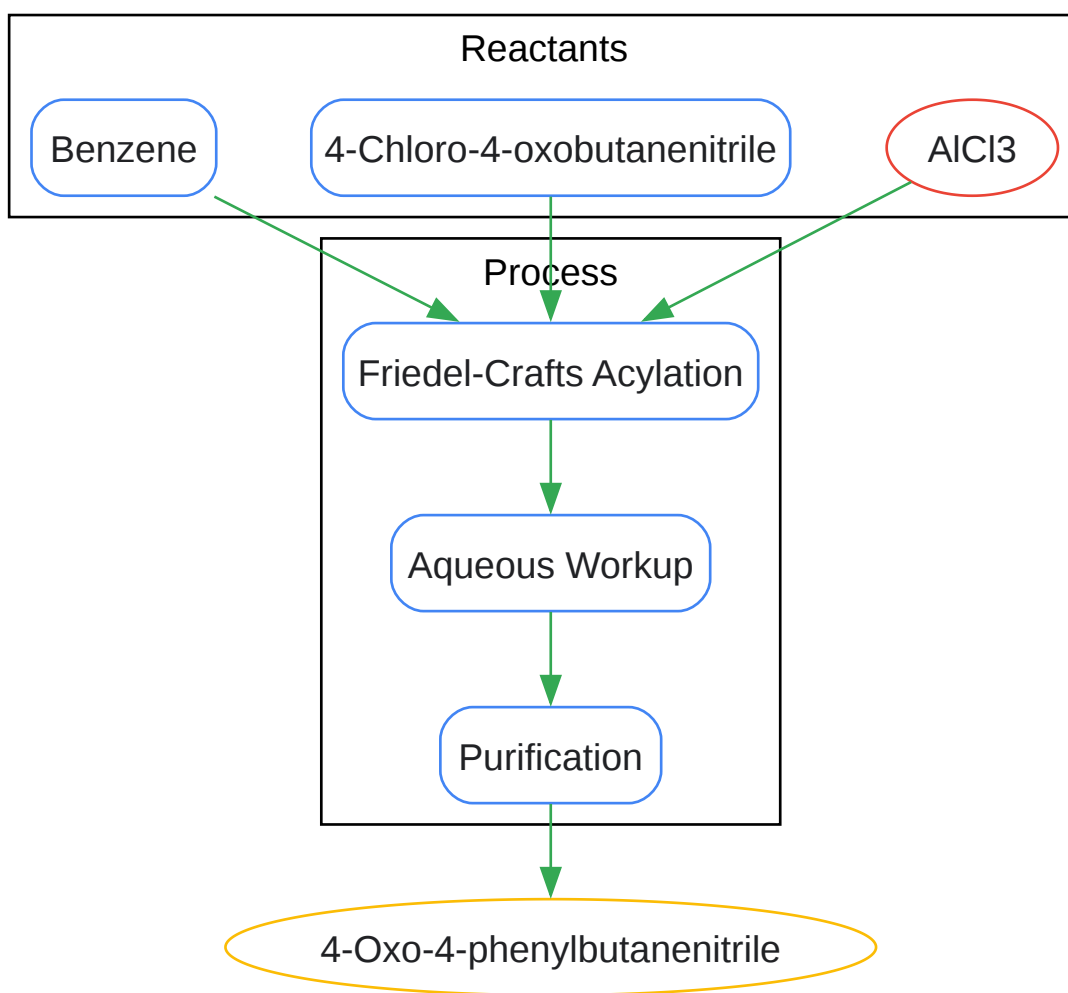 Reactants
Benzene
4-Chloro-4-oxobutanenitrile
AlCl3
Process
Friedel-Crafts Acylation
Aqueous Workup
Purification
4-Oxo-4-phenylbutanenitrile